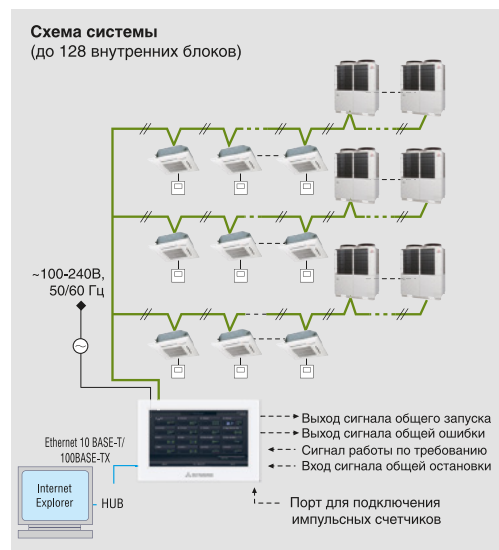 Схема системы
(до 128 внутренних блоков)
~100-240В,
50/60 Гц
Ethernet 10 BASE-T/
100BASE-TX
Internet
Explorer
HUB
Выход сигнала общего запуска
Выход сигнала общей ошибки
Сигнал работы по требованию
Вход сигнала общей остановки
Порт для подключения
импульсных счетчиков